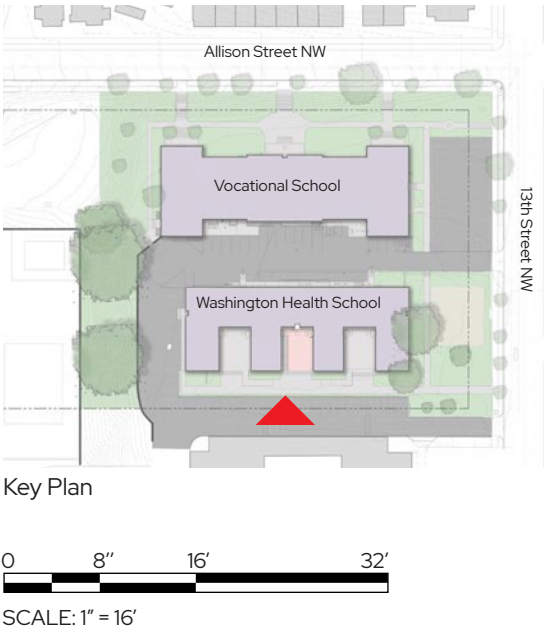 Allison Street NW
Vocational School
13th Street NW
Washington Health School
Key Plan
0 8’’ 16’ 32’
SCALE: 1” = 16’